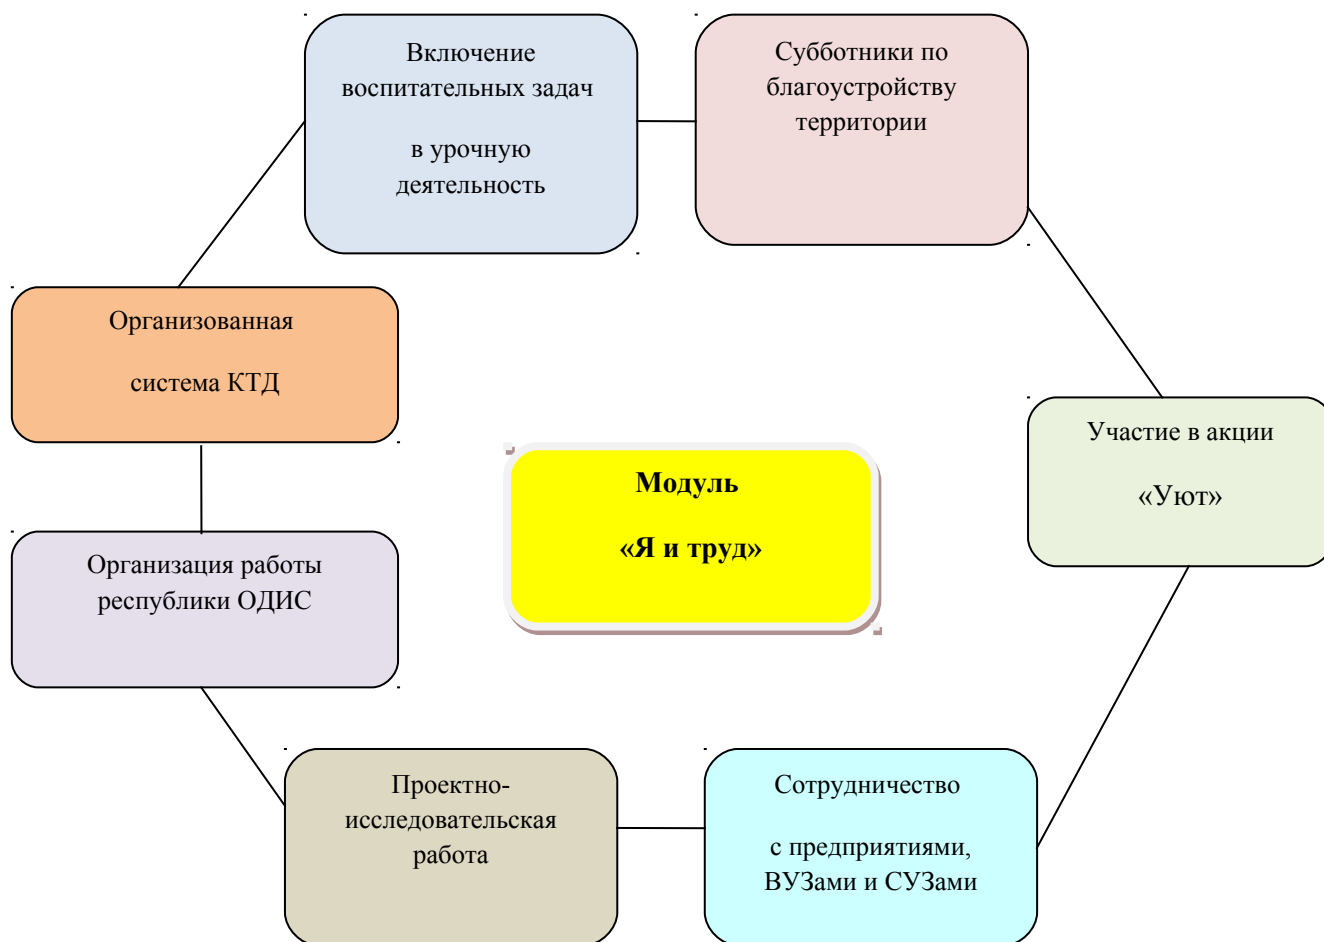 Включение
воспитательных задач
в урочную
деятельность
Субботники по
благоустройству
территории
Организованная
система КТД
Участие в акции
«Уют»
Модуль
«Я и труд»
Организация работы
республики ОДИС
Проектно-
исследовательская
работа
Сотрудничество
с предприятиями,
ВУЗами и СУЗами